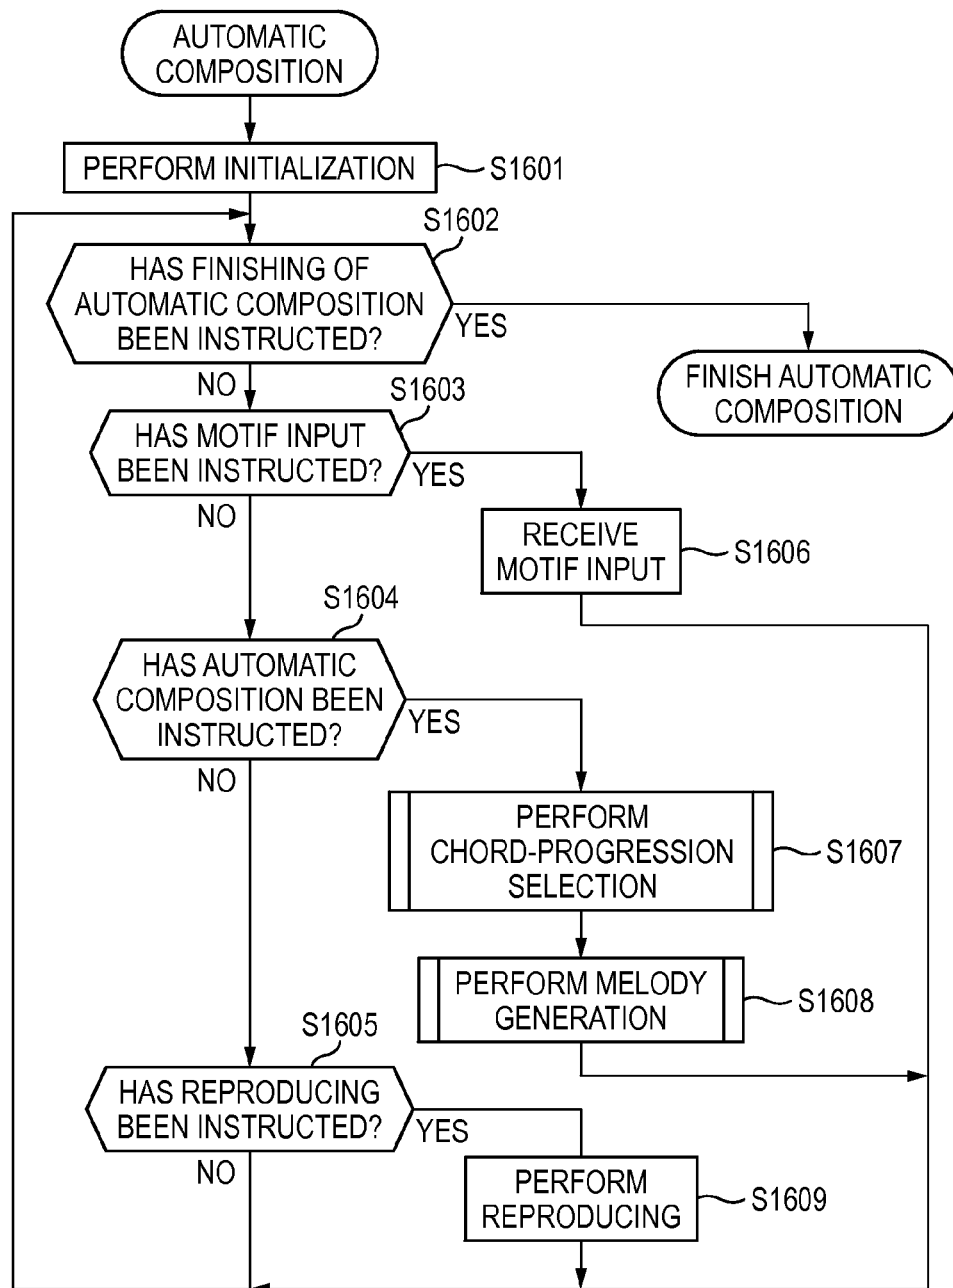 AUTOMATIC
COMPOSITION
PERFORM INITIALIZATION
S1601
S1602
HAS FINISHING OF
AUTOMATIC COMPOSITION
BEEN INSTRUCTED?
YES
NO
FINISH AUTOMATIC
COMPOSITION
S1603
HAS MOTIF INPUT
BEEN INSTRUCTED?
YES
NO
RECEIVE
MOTIF INPUT
S1606
S1604
HAS AUTOMATIC
COMPOSITION BEEN
INSTRUCTED?
YES
NO
PERFORM
CHORD-PROGRESSION
SELECTION
S1607
PERFORM MELODY
GENERATION
S1608
S1605
HAS REPRODUCING
BEEN INSTRUCTED?
YES
NO
PERFORM
REPRODUCING
S1609